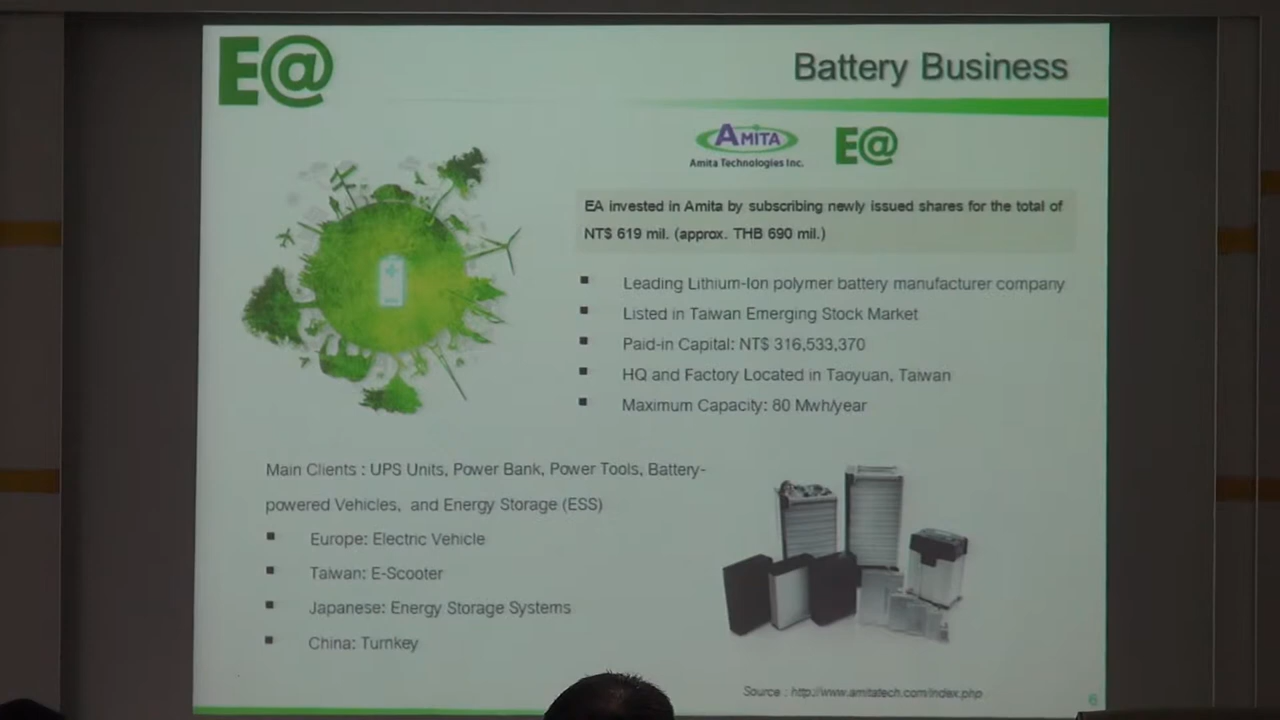 E@
Battery Business
AMITA
Amita Technologies Inc.
E@
EA invested in Amita by subscribing newly issued shares for the total of
NT$ 619 mil. (approx. THB 690 mil.)
Leading Lithium-Ion polymer battery manufacturer company
Listed in Taiwan Emerging Stock Market
Paid-in Capital: NT$ 316,533,370
HQ and Factory Located in Taoyuan, Taiwan
Maximum Capacity: 80 Mwh/year
Main Clients : UPS Units, Power Bank, Power Tools, Battery-
powered Vehicles, and Energy Storage (ESS)
Europe: Electric Vehicle
Taiwan: E-Scooter
Japanese: Energy Storage Systems
China: Turnkey
Source : http://www.amitatech.com/index.php
6